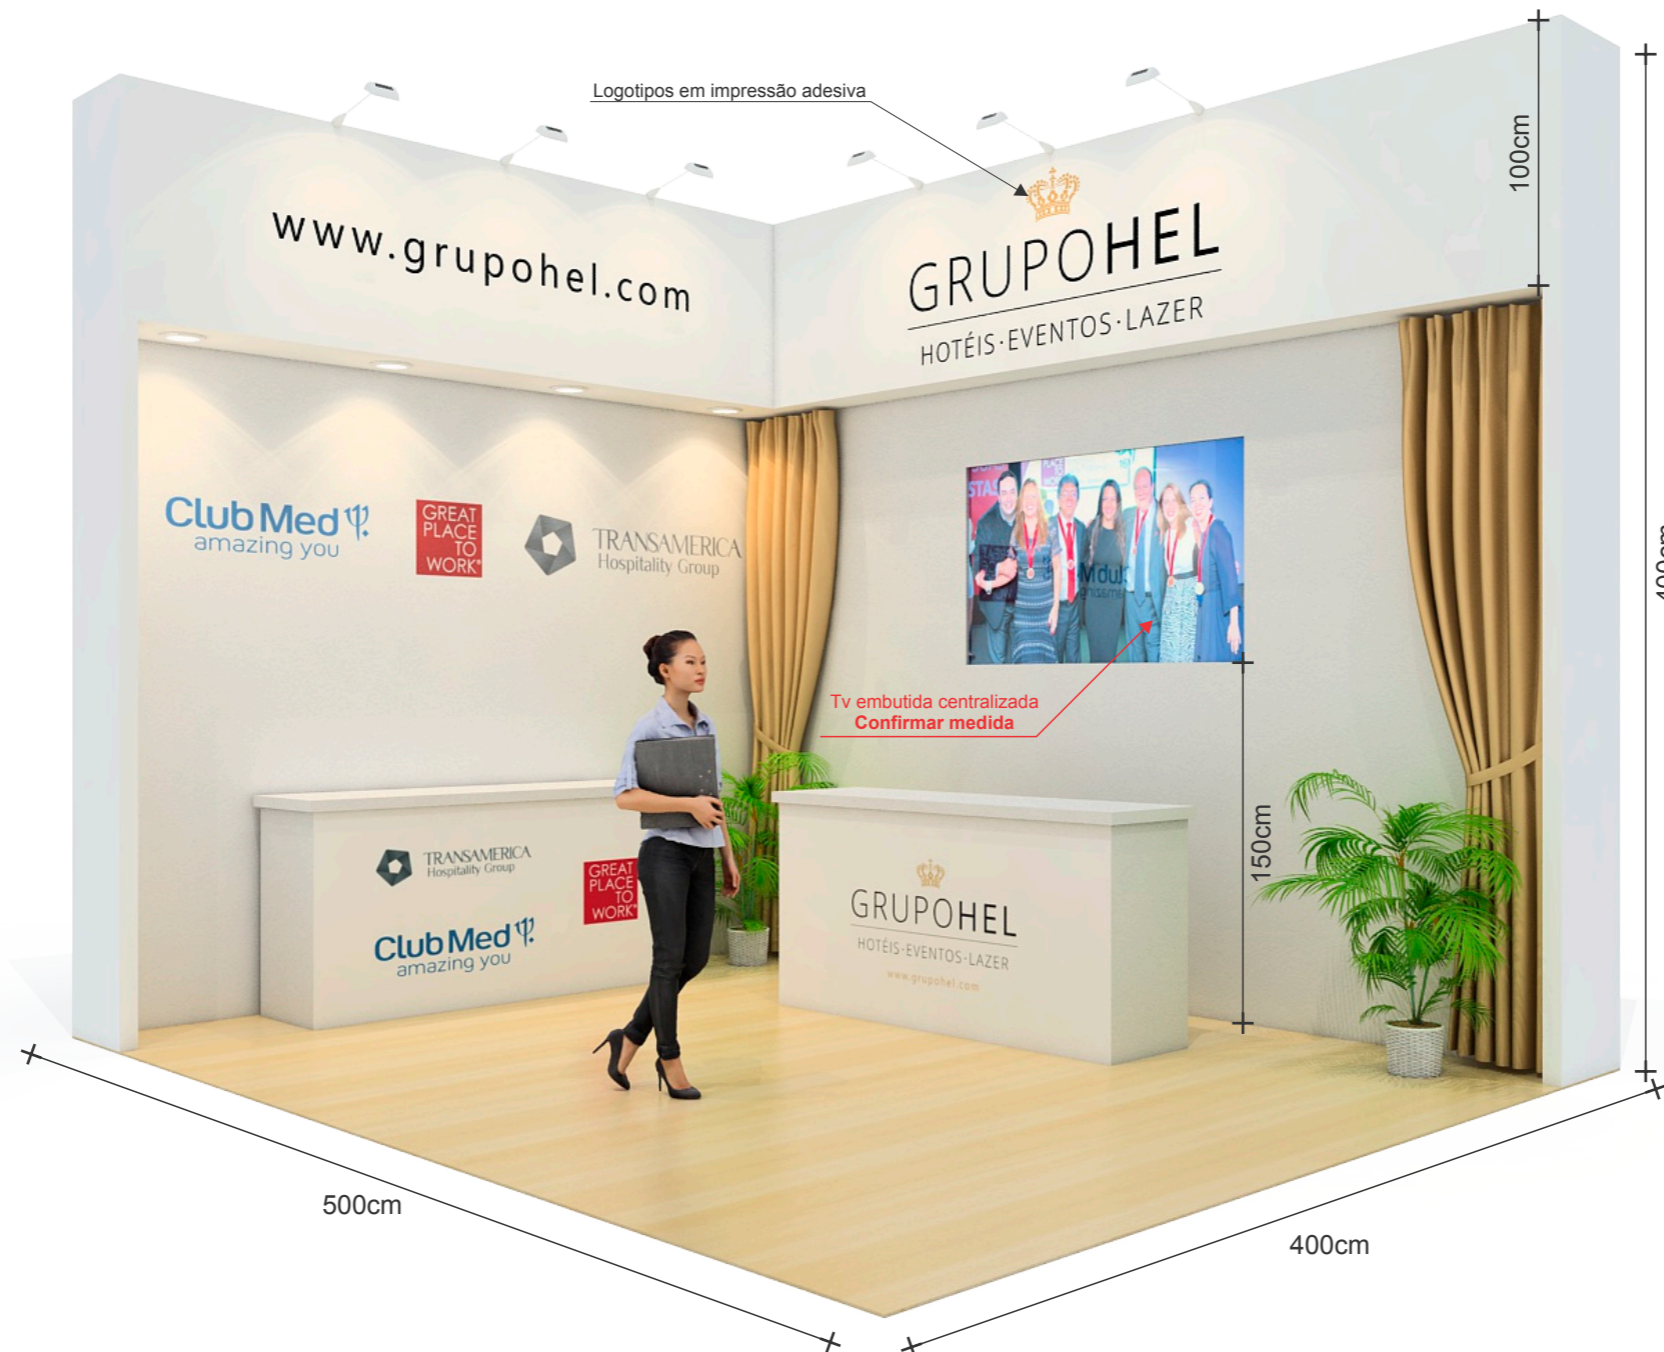 Logotipos em impressão adesiva
100cm
www.grupohel.com
GRUPOHEL
HOTÉIS·EVENTOS·LAZER
ClubMed
amazing you
GREAT
PLACE
TO
WORK®
TRANSAMERICA
Hospitality Group
400cm
Tv embutida centralizada
Confirmar medida
150cm
TRANSAMERICA
Hospitality Group
GREAT
PLACE
TO
WORK®
ClubMed
amazing you
GRUPOHEL
HOTÉIS·EVENTOS·LAZER
www.grupohel.com
500cm
400cm